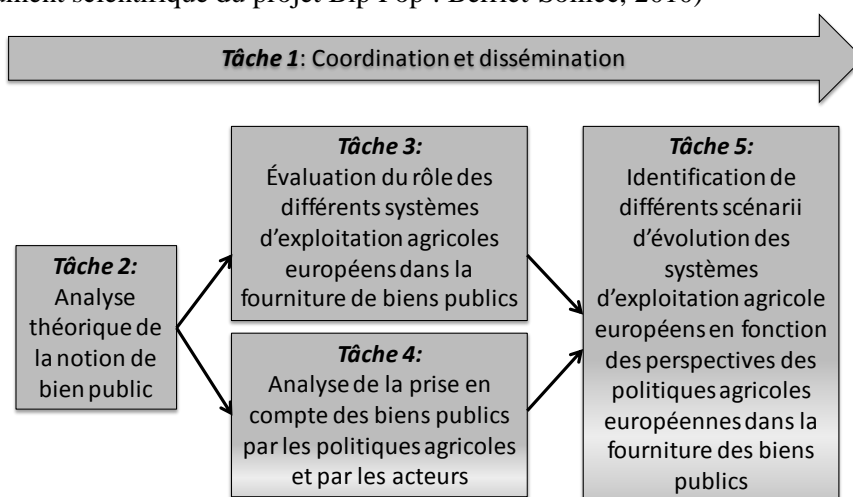 scientifique du projet Bip Pop : Berriet-Solliec, 2010)
Tâche 1: Coordination et dissémination
Tâche 2:
Analyse
théorique de
la notion de
bien public
Tâche 3:
Évaluation du rôle des
différents systèmes
d’exploitation agricoles
européens dans la
fourniture de biens publics
Tâche 4:
Analyse de la prise en
compte des biens publics
par les politiques agricoles
et par les acteurs
Tâche 5:
Identification de
différents scénarii
d’évolution des
systèmes
d’exploitation agricole
européens en fonction
des perspectives des
politiques agricoles
européennes dans la
fourniture des biens
publics